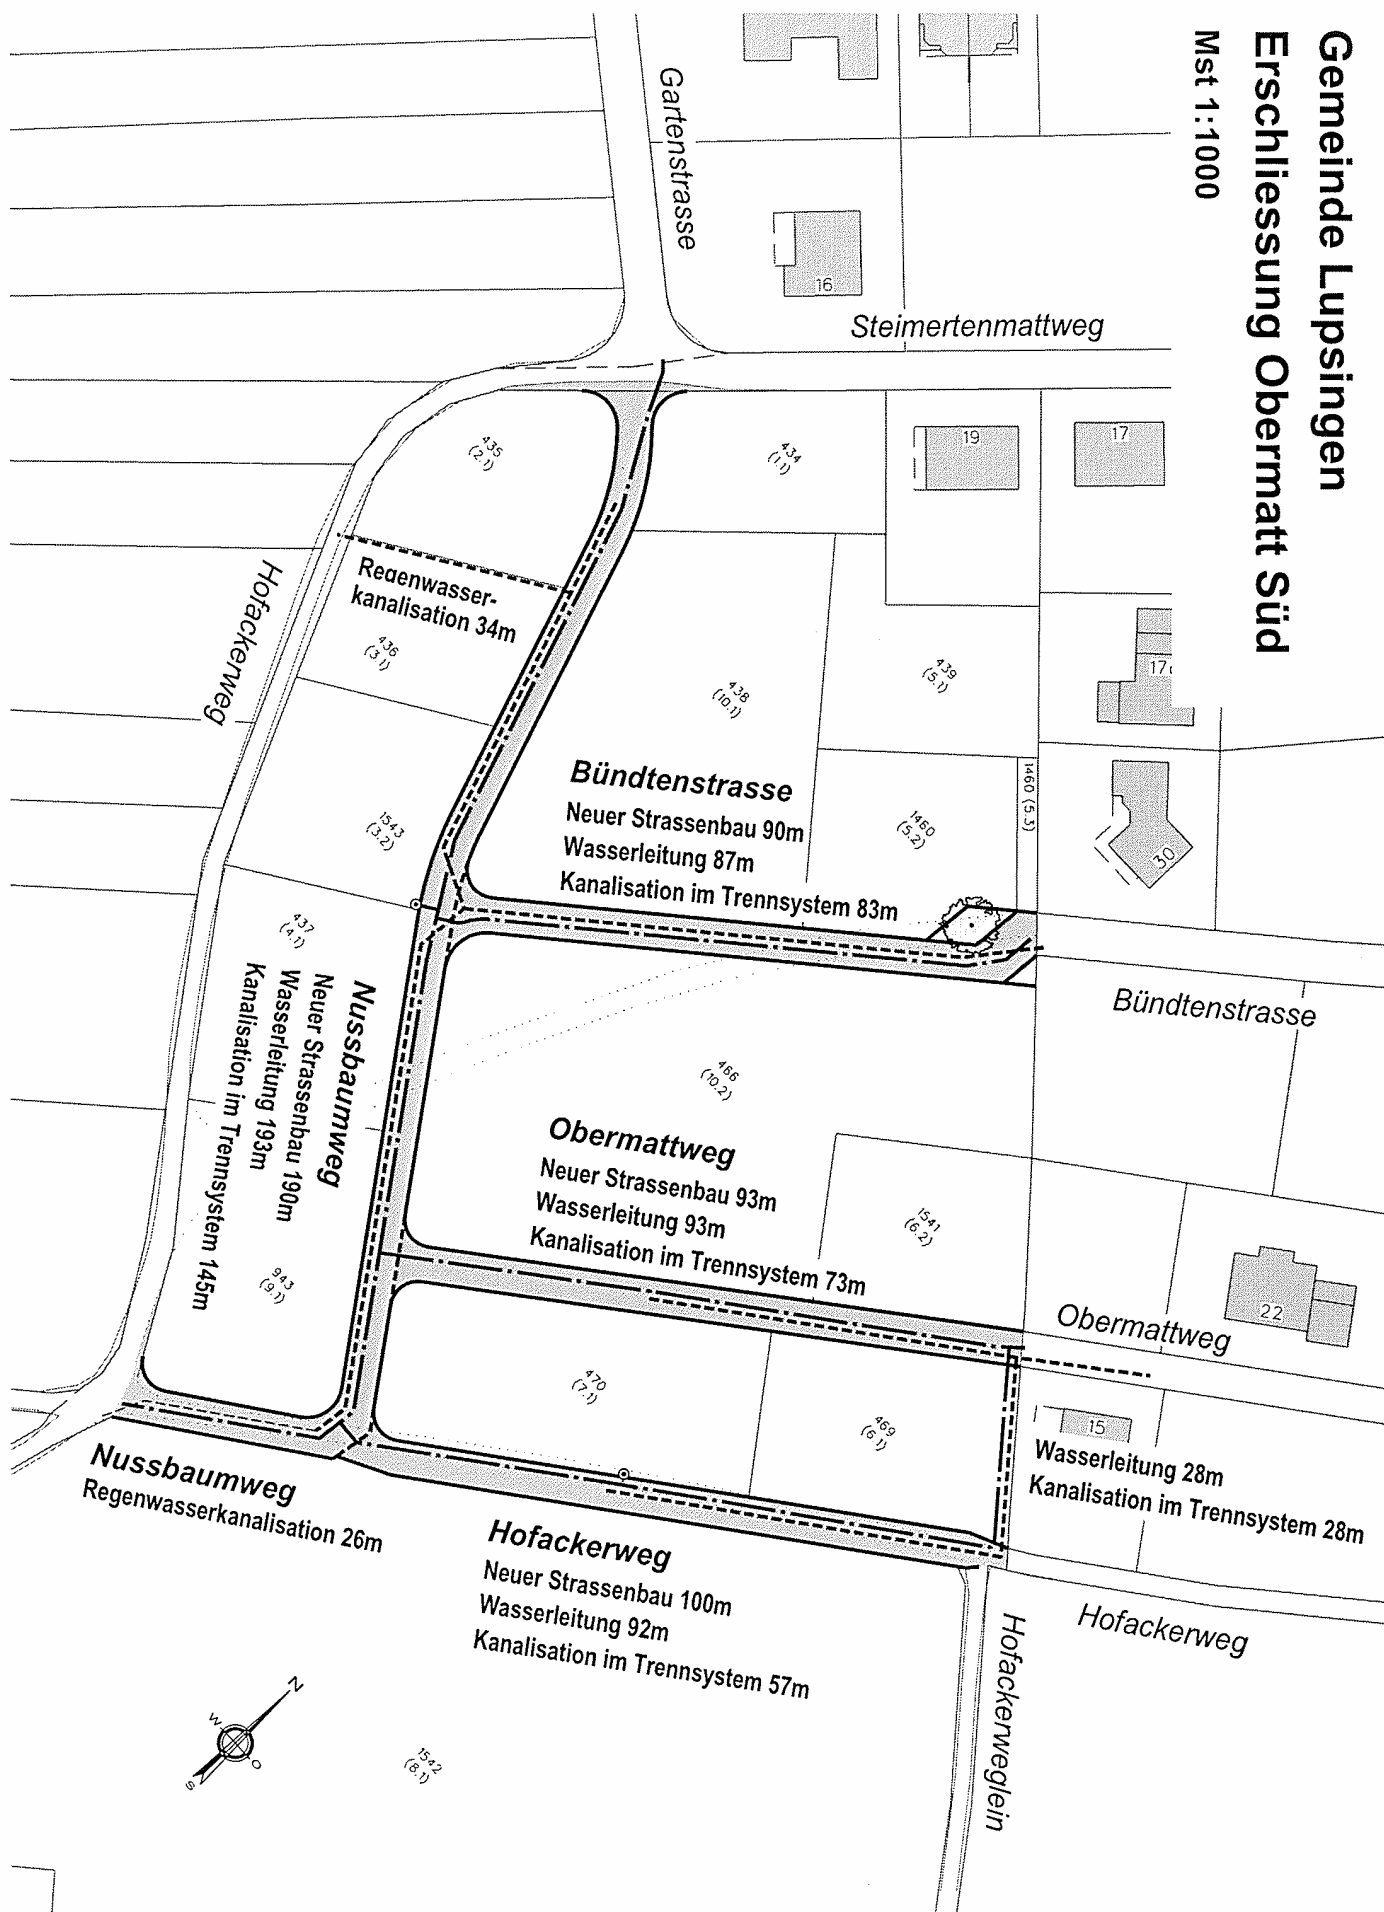 Gemeinde Lupsingen
Erschliessung Obermatt Süd
Mst 1:1000
Gartenstrasse
16
Steimertenmattweg
435
(2.1)
434
(1.1)
19
17
Regenwasser-
kanalisation 34m
Hofackerweg
436
(3.1)
438
(10.1)
439
(5.1)
17
1543
(3.2)
Bündtenstrasse
Neuer Strassenbau 90m
Wasserleitung 87m
Kanalisation im Trennsystem 83m
1460
(5.2)
1460 (5.3)
30
437
(4.1)
Bündtenstrasse
Nussbaumweg
Neuer Strassenbau 190m
Wasserleitung 193m
Kanalisation im Trennsystem 145m
466
(10.2)
Obermattweg
Neuer Strassenbau 93m
Wasserleitung 93m
Kanalisation im Trennsystem 73m
1541
(6.2)
943
(9.1)
22
Obermattweg
470
(7.1)
469
(6.1)
15
Wasserleitung 28m
Kanalisation im Trennsystem 28m
Nussbaumweg
Regenwasserkanalisation 26m
Hofackerweg
Neuer Strassenbau 100m
Wasserleitung 92m
Kanalisation im Trennsystem 57m
Hofackerweg
Hofackerweglein
N
W
O
S
1542
(8.1)